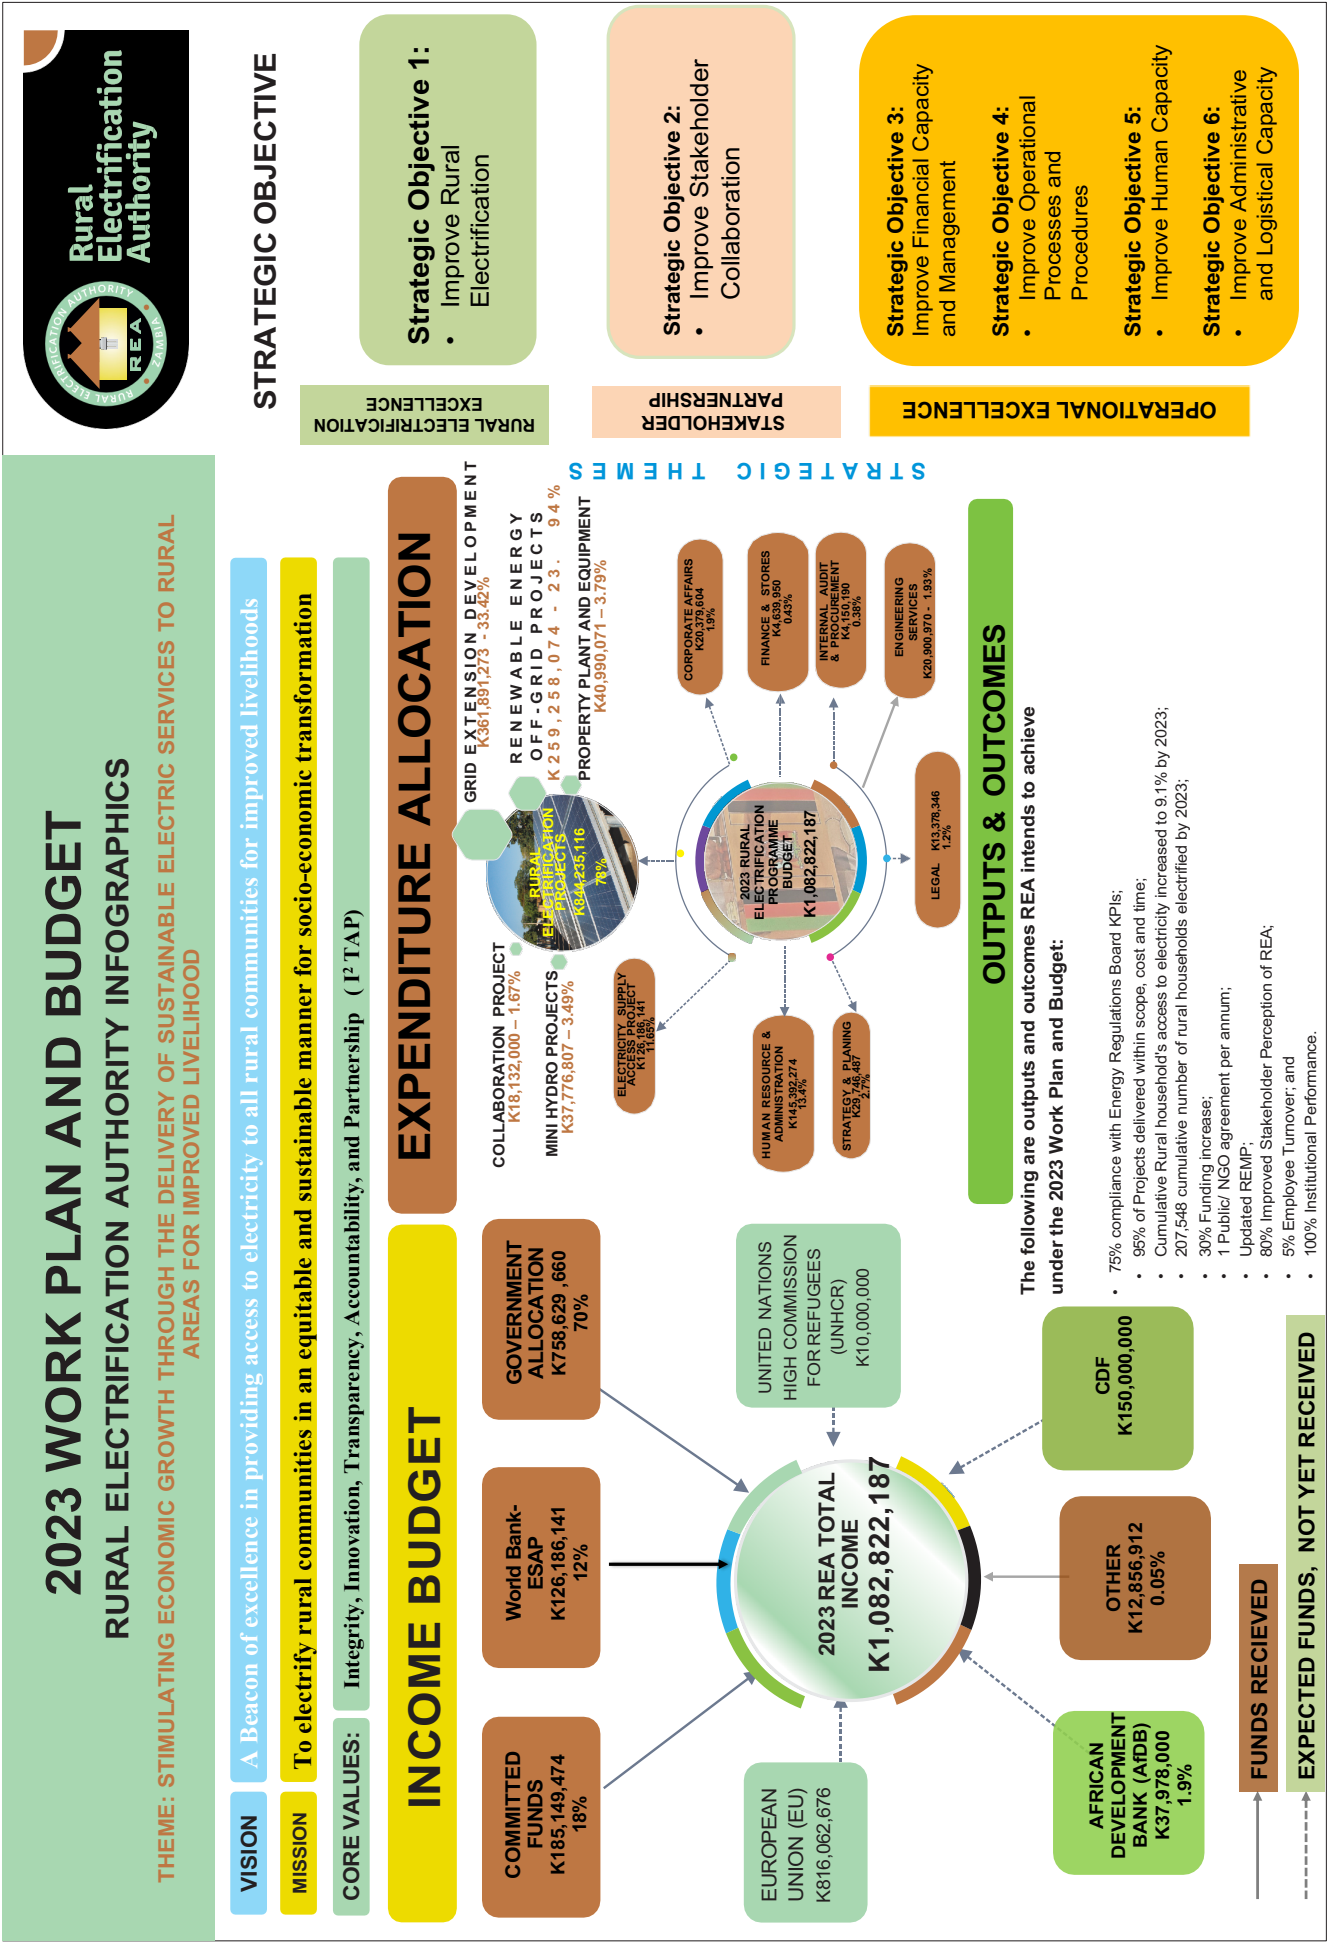 2023 WORK PLAN AND BUDGET
RURAL ELECTRIFICATION AUTHORITY INFOGRAPHICS
THEME: STIMULATING ECONOMIC GROWTH THROUGH THE DELIVERY OF SUSTAINABLE ELECTRIC SERVICES TO RURAL
AREAS FOR IMPROVED LIVELIHOOD
RURAL ELECTRIFICATION AUTHORITY
REA
ZAMBIA
Rural
Electrification
Authority
VISION
A Beacon of excellence in providing access to electricity to all rural communities for improved livelihoods
MISSION
To electrify rural communities in an equitable and sustainable manner for socio-economic transformation
CORE VALUES:
Integrity, Innovation, Transparency, Accountability, and Partnership ( I² TAP)
INCOME BUDGET
COMMITTED
FUNDS
K185,149,474
18%
World Bank-
ESAP
K126,186,141
12%
GOVERNMENT
ALLOCATION
K758,629 ,660
70%
EUROPEAN
UNION (EU)
K816,062,676
2023 REA TOTAL
INCOME
K1,082,822,187
UNITED NATIONS
HIGH COMMISSION
FOR REFUGEES
(UNHCR)
K10,000,000
AFRICAN
DEVELOPMENT
BANK (AfDB)
K37,978,000
1.9%
OTHER
K12,856,912
0.05%
CDF
K150,000,000
FUNDS RECIEVED
EXPECTED FUNDS, NOT YET RECEIVED
EXPENDITURE ALLOCATION
COLLABORATION PROJECT
K18,132,000 – 1.67%
MINI HYDRO PROJECTS
K37,776,807 – 3.49%
RURAL
ELECTRIFICATION
PROJECTS
K844,235,116
78%
GRID EXTENSION DEVELOPMENT
K361,891,273 - 33.42%
RENEWABLE ENERGY
OFF-GRID PROJECTS
K259,258,074 - 23. 94%
PROPERTY PLANT AND EQUIPMENT
K40,990,071 – 3.79%
ELECTRICITY SUPPLY
ACCESS PROJECT
K126,186,141
11.65%
HUMAN RESOURCE &
ADMINISTRATION
K145,392,274
13.4%
STRATEGY & PLANING
K29,746,487
2.7%
2023 RURAL
ELECTRIFICATION
PROGRAMME
BUDGET
K1,082,822,187
CORPORATE AFFAIRS
K20,379,604
1.9%
FINANCE & STORES
K4,639,950
0.43%
INTERNAL AUDIT
& PROCUREMENT
K4,150,190
0.38%
ENGINEERING
SERVICES
K20,900,970 - 1.93%
LEGAL K13,378,346
1.2%
OUTPUTS & OUTCOMES
The following are outputs and outcomes REA intends to achieve
under the 2023 Work Plan and Budget:
• 75% compliance with Energy Regulations Board KPIs;
• 95% of Projects delivered within scope, cost and time;
• Cumulative Rural household's access to electricity increased to 9.1% by 2023;
• 207,548 cumulative number of rural households electrified by 2023;
• 30% Funding increase;
• 1 Public/ NGO agreement per annum;
• Updated REMP;
• 80% Improved Stakeholder Perception of REA;
• 5% Employee Turnover; and
• 100% Institutional Performance.
STRATEGIC THEMES
RURAL ELECTRIFICATION
EXCELLENCE
STAKEHOLDER
PARTNERSHIP
OPERATIONAL EXCELLENCE
STRATEGIC OBJECTIVE
Strategic Objective 1:
• Improve Rural
Electrification
Strategic Objective 2:
• Improve Stakeholder
Collaboration
Strategic Objective 3:
Improve Financial Capacity
and Management
Strategic Objective 4:
• Improve Operational
Processes and
Procedures
Strategic Objective 5:
• Improve Human Capacity
Strategic Objective 6:
• Improve Administrative
and Logistical Capacity